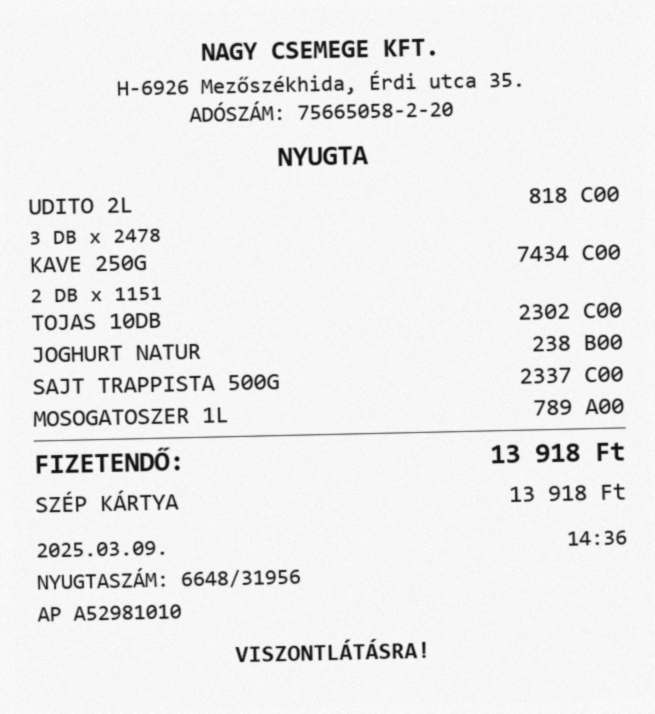 NAGY CSEMEGE KFT.
H-6926 Mezőszékhida, Érdi utca 35.
ADÓSZÁM: 75665058-2-20
NYUGTA
UDITO 2L 818 C00
3 DB x 2478
KAVE 250G 7434 C00
2 DB x 1151
TOJAS 10DB 2302 C00
JOGHURT NATUR 238 B00
SAJT TRAPPISTA 500G 2337 C00
MOSOGATOSZER 1L 789 A00
FIZETENDŐ: 13 918 Ft
SZÉP KÁRTYA 13 918 Ft
2025.03.09. 14:36
NYUGTASZÁM: 6648/31956
AP A52981010
VISZONTLÁTÁSRA!